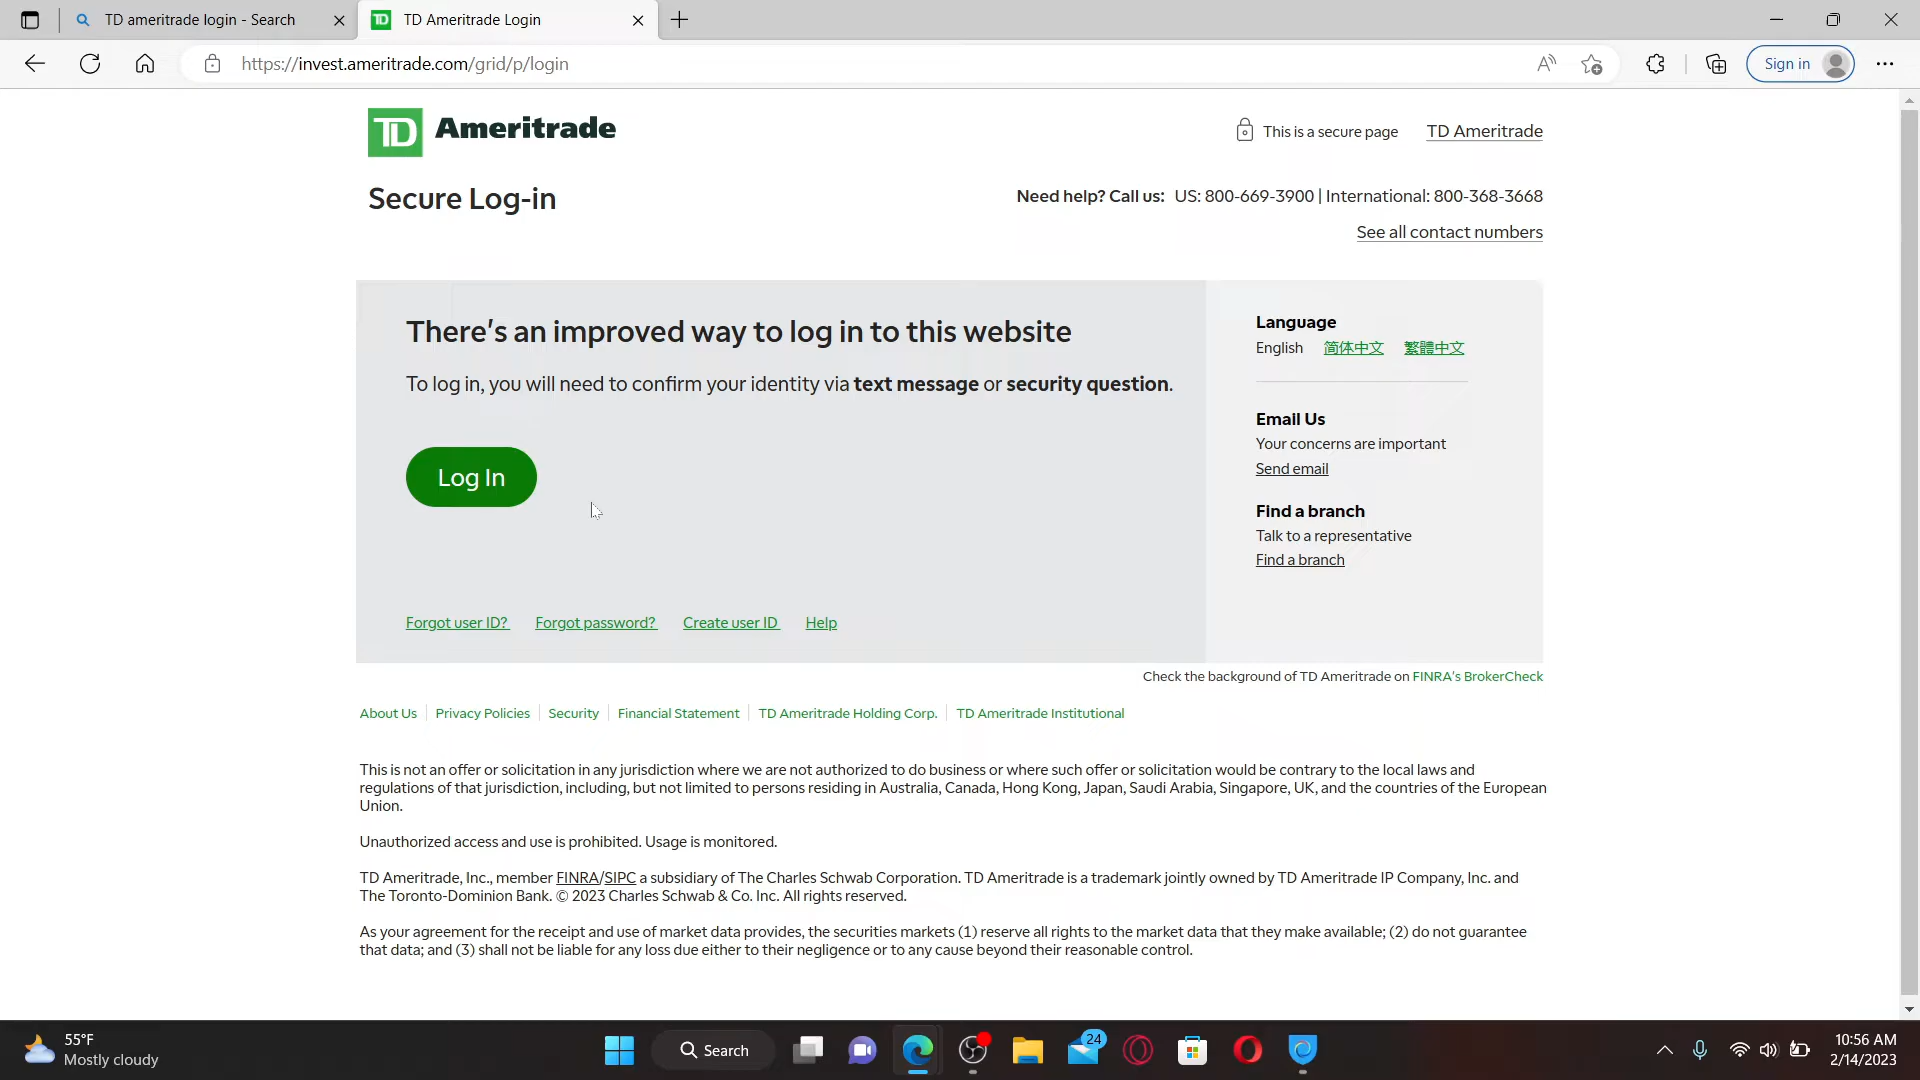 TD ameritrade login - Search
TD Ameritrade Login
https://invest.ameritrade.com/grid/p/login
Sign in
TD Ameritrade
This is a secure page
TD Ameritrade
Secure Log-in
Need help? Call us: US: 800-669-3900 | International: 800-368-3668
See all contact numbers
There's an improved way to log in to this website
To log in, you will need to confirm your identity via text message or security question.
Log In
Forgot user ID? Forgot password? Create user ID Help
Language
English 简体中文 繁體中文
Email Us
Your concerns are important
Send email
Find a branch
Talk to a representative
Find a branch
Check the background of TD Ameritrade on FINRA's BrokerCheck
About Us Privacy Policies Security Financial Statement TD Ameritrade Holding Corp. TD Ameritrade Institutional
This is not an offer or solicitation in any jurisdiction where we are not authorized to do business or where such offer or solicitation would be contrary to the local laws and
regulations of that jurisdiction, including, but not limited to persons residing in Australia, Canada, Hong Kong, Japan, Saudi Arabia, Singapore, UK, and the countries of the European
Union.
Unauthorized access and use is prohibited. Usage is monitored.
TD Ameritrade, Inc., member FINRA/SIPC a subsidiary of The Charles Schwab Corporation. TD Ameritrade is a trademark jointly owned by TD Ameritrade IP Company, Inc. and
The Toronto-Dominion Bank. © 2023 Charles Schwab & Co. Inc. All rights reserved.
As your agreement for the receipt and use of market data provides, the securities markets (1) reserve all rights to the market data that they make available; (2) do not guarantee
that data; and (3) shall not be liable for any loss due either to their negligence or to any cause beyond their reasonable control.
55°F
Mostly cloudy
Search
24
10:56 AM
2/14/2023